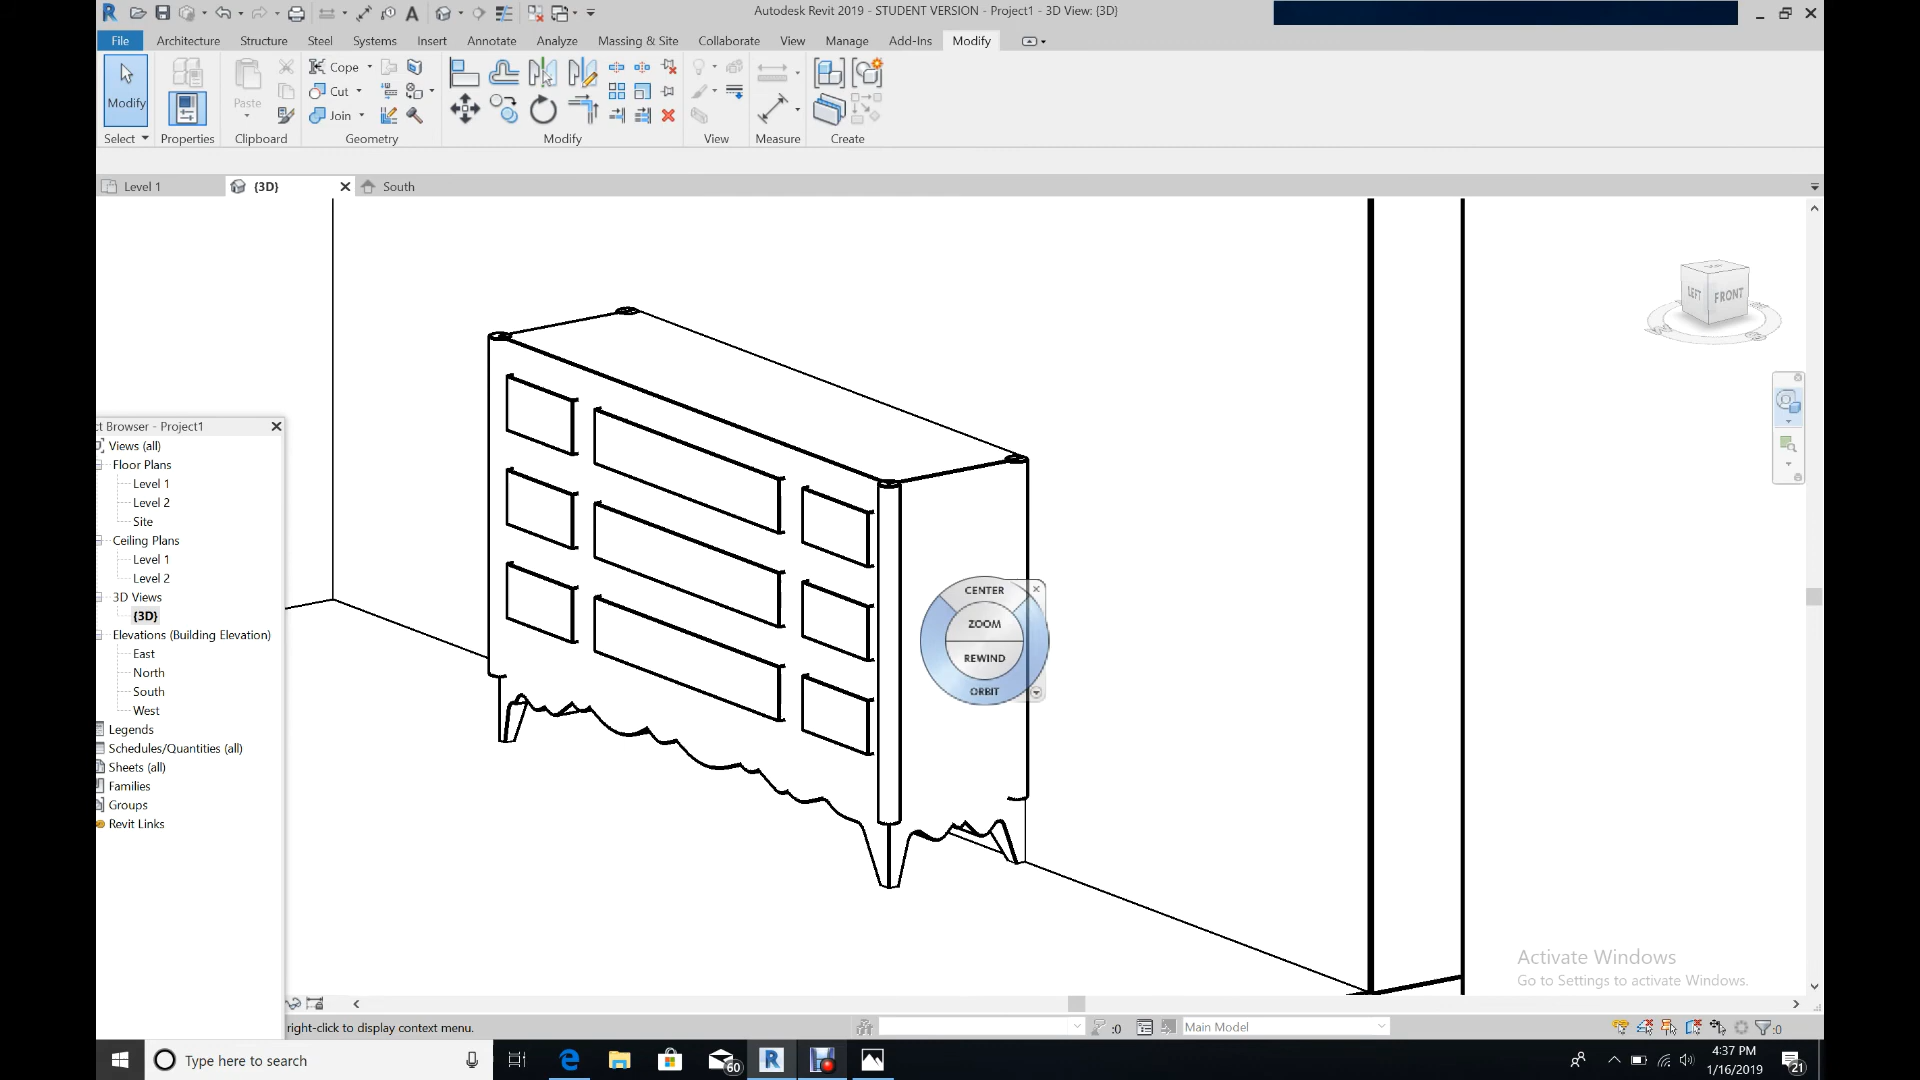 Autodesk Revit 2019 - STUDENT VERSION - Project1 - 3D View: {3D}
File Architecture Structure Steel Systems Insert Annotate Analyze Massing & Site Collaborate View Manage Add-Ins Modify
Cope
Cut
Join
Modify
Paste
Select Properties Clipboard Geometry Modify View Measure Create
Level 1
{3D}
South
LEFT FRONT
ct Browser - Project1
Views (all)
Floor Plans
Level 1
Level 2
Site
Ceiling Plans
Level 1
Level 2
3D Views
{3D}
Elevations (Building Elevation)
East
North
South
West
Legends
Schedules/Quantities (all)
Sheets (all)
Families
Groups
Revit Links
CENTER
ZOOM
REWIND
ORBIT
Activate Windows
Go to Settings to activate Windows.
right-click to display context menu.
:0
Main Model
:0
Type here to search
60
4:37 PM
1/16/2019
21